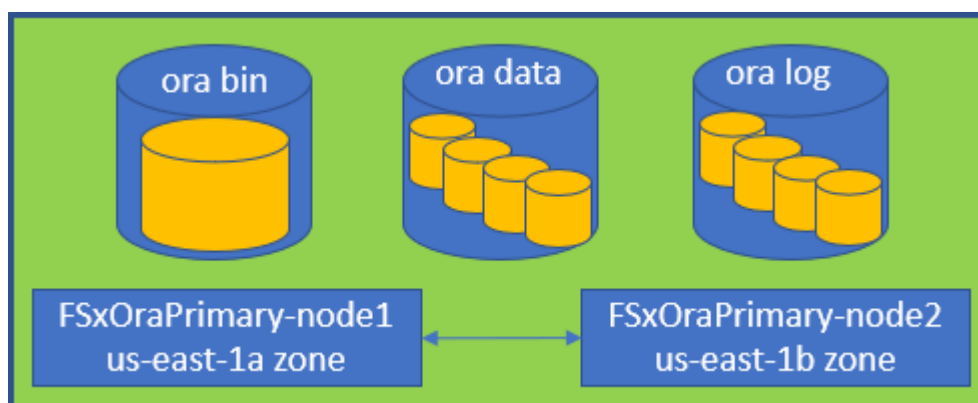 ora bin
ora data
ora log
FSxOraPrimary-node1
us-east-1a zone
FSxOraPrimary-node2
us-east-1b zone